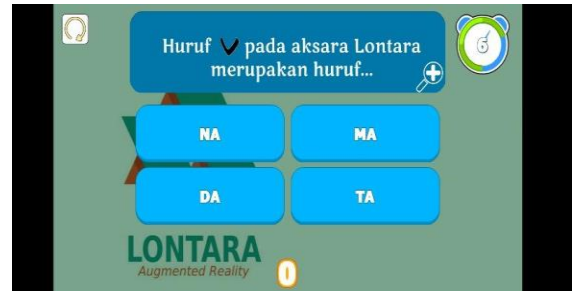 6
Huruf ᨆ pada aksara Lontara
merupakan huruf...
NA
MA
DA
TA
LONTARA
Augmented Reality
0